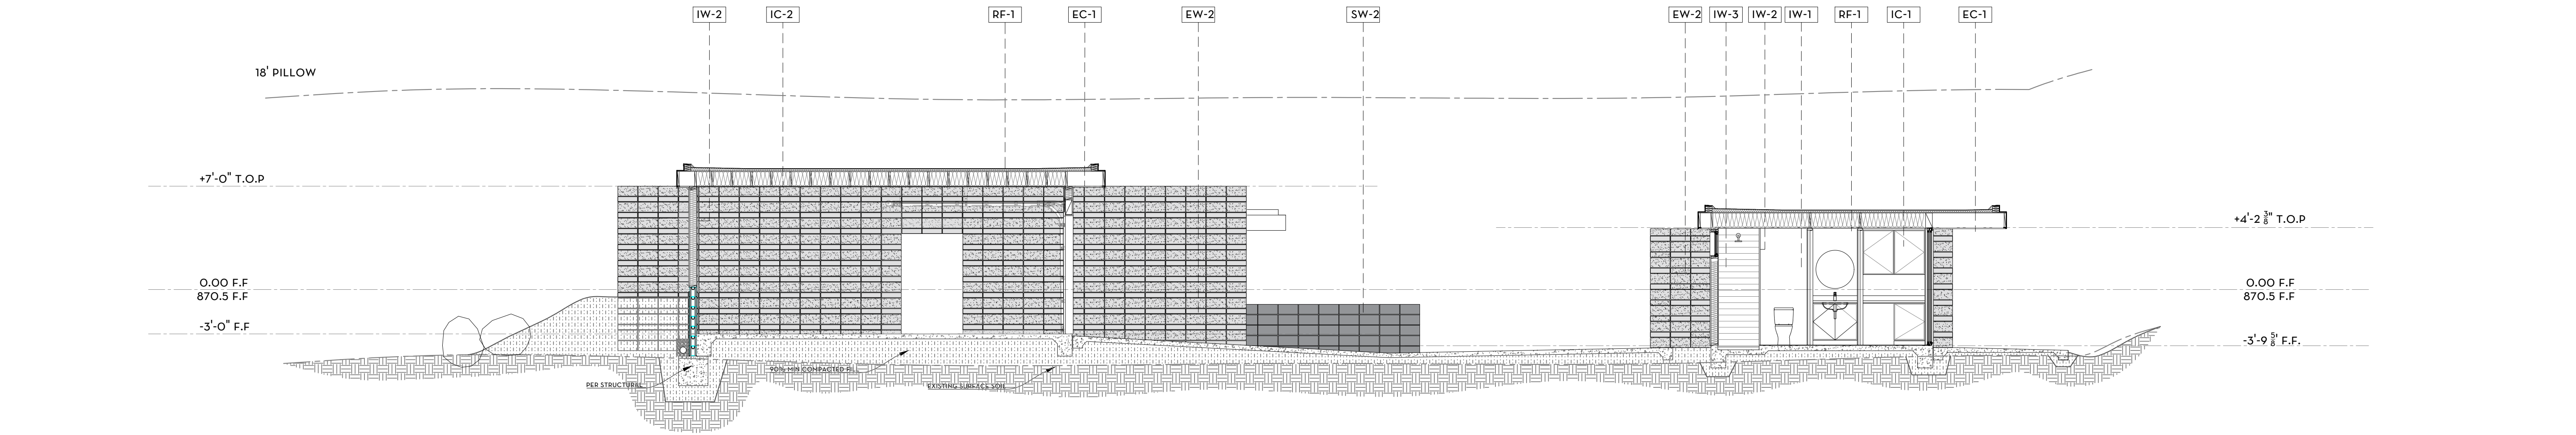 IW-2 IC-2 RF-1 EC-1 EW-2 SW-2 EW-2 IW-3 IW-2 IW-1 RF-1 IC-1 EC-1
18' PILLOW
+7'-0" T.O.P
+4'-2 3/8" T.O.P
0.00 F.F
870.5 F.F
0.00 F.F
870.5 F.F
-3'-0" F.F
-3'-9 5/8" F.F.
90% MIN COMPACTED FILL
PER STRUCTURAL
EXISTING SURFACE SOIL